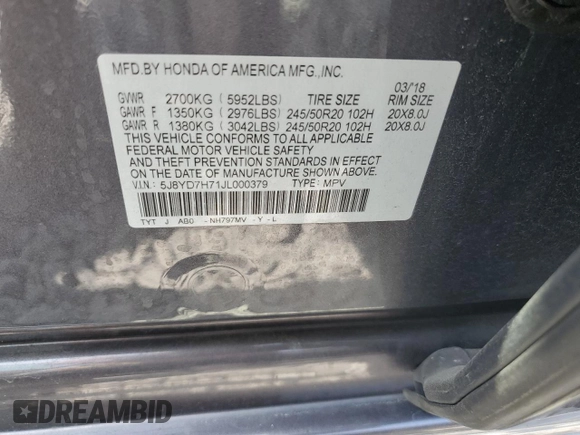 MFD.BY HONDA OF AMERICA MFG.,INC.
03/'18
GVWR 2700KG ( 5952LBS) TIRE SIZE RIM SIZE
GAWR F 1350KG ( 2976LBS) 245/50R20 102H 20X8.0J
GAWR R 1380KG ( 3042LBS) 245/50R20 102H 20X8.0J
THIS VEHICLE CONFORMS TO ALL APPLICABLE
FEDERAL MOTOR VEHICLE SAFETY
AND THEFT PREVENTION STANDARDS IN EFFECT
ON THE DATE OF MANUFACTURE SHOWN ABOVE.
V.I.N.: 5J8YD7H71JL000379 TYPE: MPV
TYT J AB0 - NH797MV -Y -L
DREAMBID